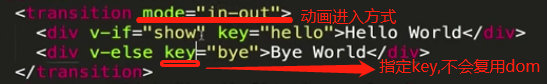 <transition mode="in-out"> 动画进入方式
<div v-if="show" key="hello">Hello World</div>
<div v-else key="bye">Bye World</div>
</transition> 指定key,不会复用dom